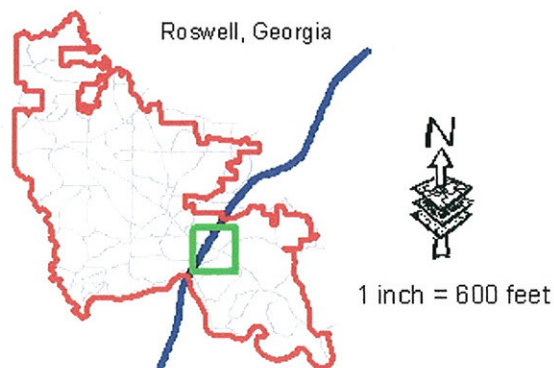 Roswell, Georgia
N
1 inch = 600 feet